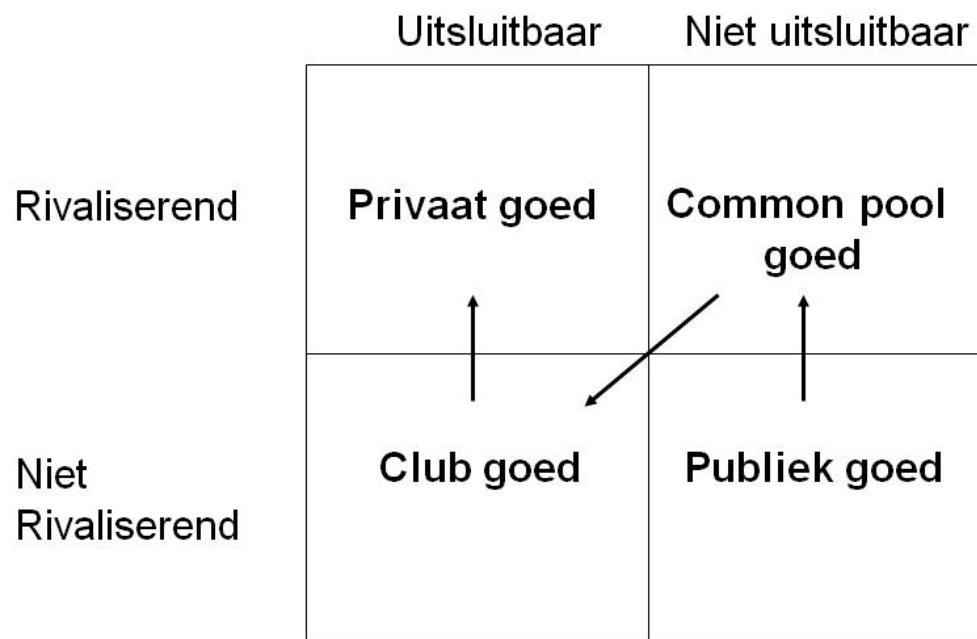 Uitsluitbaar Niet uitsluitbaar
Rivaliserend Privaat goed Common pool
goed
Niet Club goed Publiek goed
Rivaliserend